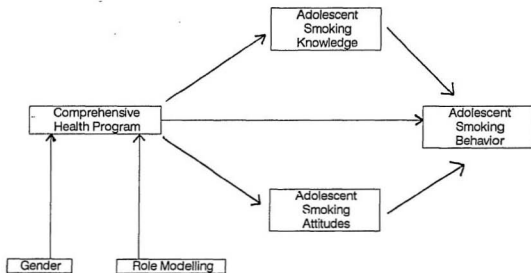 Adolescent
Smoking
Knowledge
Comprehensive
Health Program
Adolescent
Smoking
Behavior
Adolescent
Smoking
Attitudes
Gender
Role Modelling